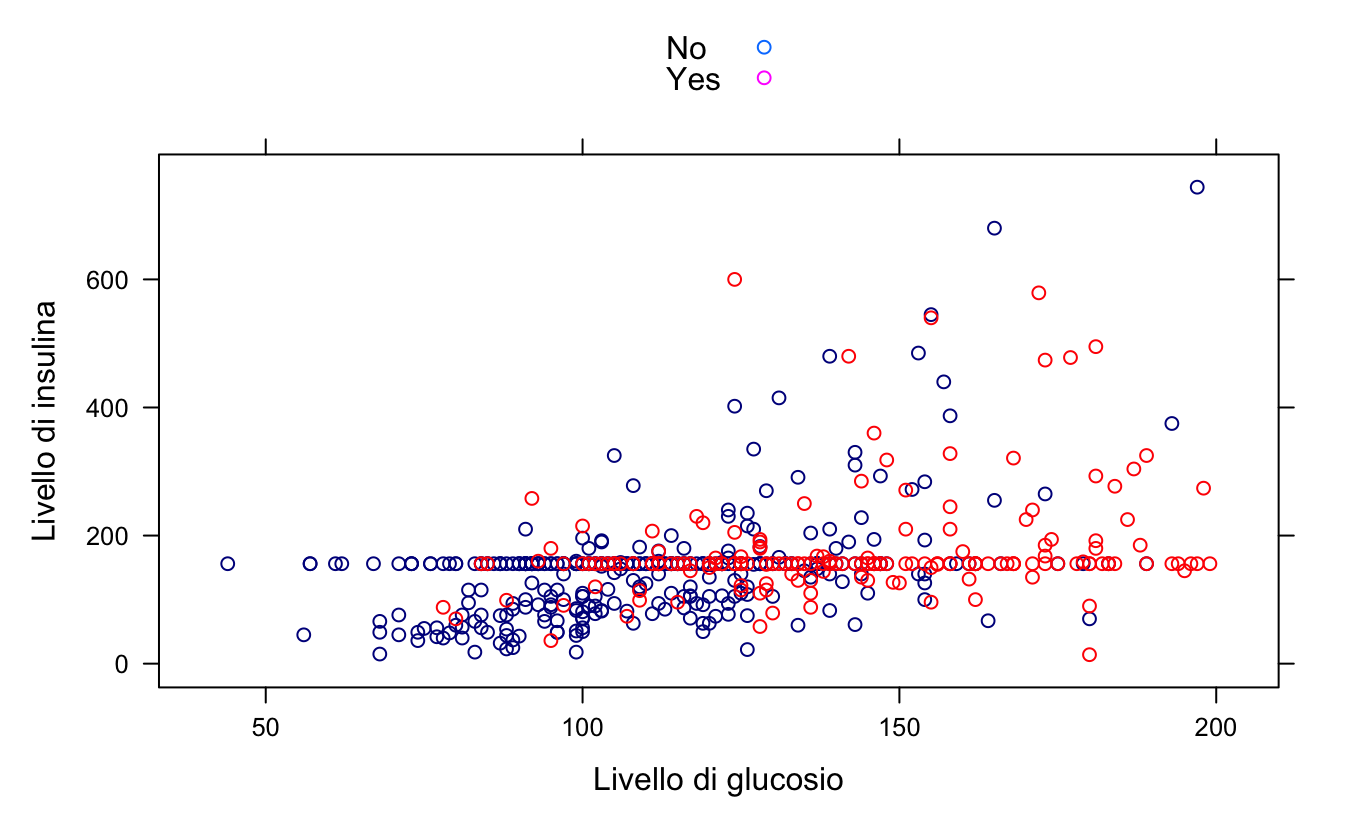 No
Yes
600
400
200
0
Livello di insulina
50 100 150 200
Livello di glucosio